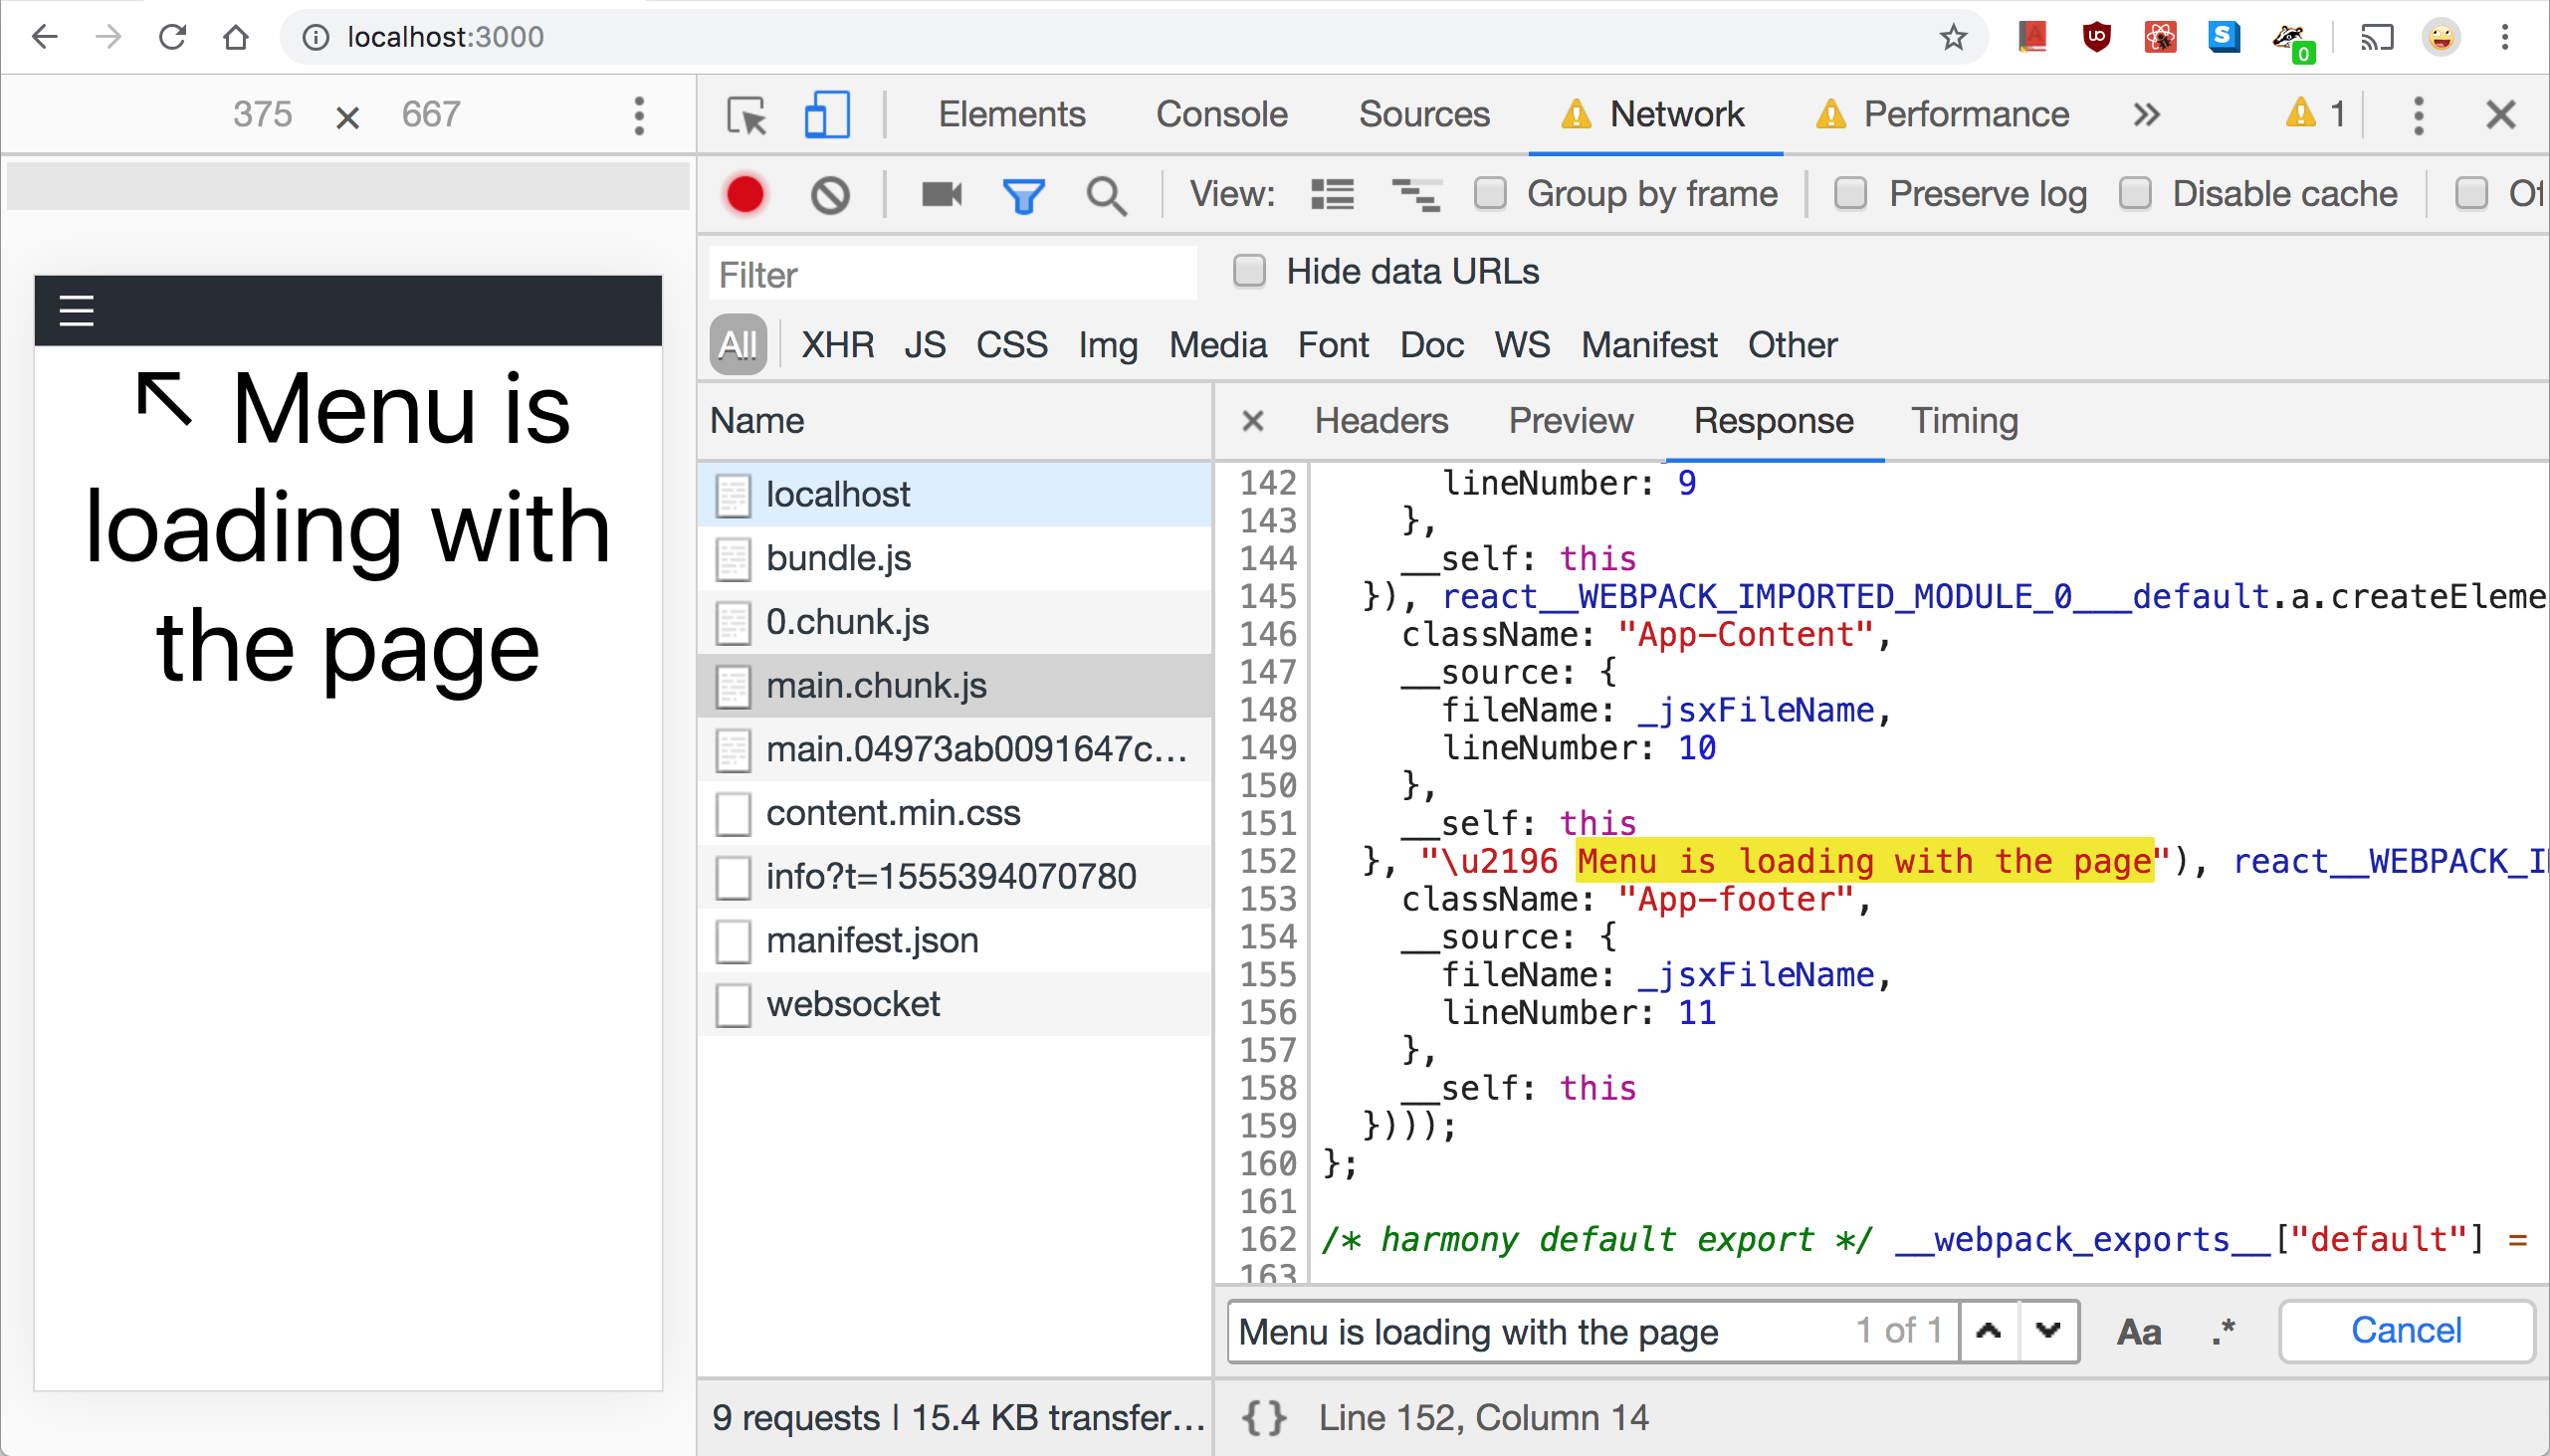 localhost:3000
375 × 667
Elements Console Sources Network Performance » 1
View: Group by frame Preserve log Disable cache
Filter Hide data URLs
All XHR JS CSS Img Media Font Doc WS Manifest Other
↖ Menu is
loading with
the page
Name
localhost
bundle.js
0.chunk.js
main.chunk.js
main.04973ab0091647c...
content.min.css
info?t=1555394070780
manifest.json
websocket
9 requests | 15.4 KB transfer...
× Headers Preview Response Timing
142 lineNumber: 9
143 },
144 __self: this
145 }), react__WEBPACK_IMPORTED_MODULE_0___default.a.createEleme
146 className: "App-Content",
147 __source: {
148 fileName: _jsxFileName,
149 lineNumber: 10
150 },
151 __self: this
152 }, "\u2196 Menu is loading with the page"), react__WEBPACK_I
153 className: "App-footer",
154 __source: {
155 fileName: _jsxFileName,
156 lineNumber: 11
157 },
158 __self: this
159 })));
160 };
161
162 /* harmony default export */ __webpack_exports__["default"] =
163
Menu is loading with the page 1 of 1 Aa .* Cancel
{} Line 152, Column 14